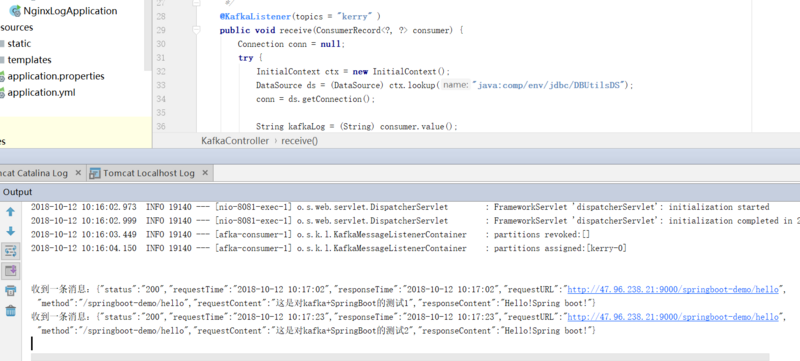 NginxLogApplication
sources
static
templates
application.properties
application.yml
28
29
30
31
32
33
34
35
36
*/
@KafkaListener(topics = "kerry" )
public void receive(ConsumerRecord<?, ?> consumer) {
Connection conn = null;
try {
InitialContext ctx = new InitialContext();
DataSource ds = (DataSource) ctx.lookup( name: "java:comp/env/jdbc/DBUtilsDS");
conn = ds.getConnection();
String kafkaLog = (String) consumer.value();
KafkaController › receive()
mcat Catalina Log × Tomcat Localhost Log ×
Output
2018-10-12 10:16:02.973 INFO 19140 --- [nio-8081-exec-1] o.s.web.servlet.DispatcherServlet : FrameworkServlet 'dispatcherServlet': initialization started
2018-10-12 10:16:02.999 INFO 19140 --- [nio-8081-exec-1] o.s.web.servlet.DispatcherServlet : FrameworkServlet 'dispatcherServlet': initialization completed in 2
2018-10-12 10:16:03.449 INFO 19140 --- [afka-consumer-1] o.s.k.l.KafkaMessageListenerContainer : partitions revoked:[]
2018-10-12 10:16:04.150 INFO 19140 --- [afka-consumer-1] o.s.k.l.KafkaMessageListenerContainer : partitions assigned:[kerry-0]
收到一条消息：{"status":"200","requestTime":"2018-10-12 10:17:02","responseTime":"2018-10-12 10:17:02","requestURL":"http://47.96.238.21:9000/springboot-demo/hello",
"method":"/springboot-demo/hello","requestContent":"这是对kafka+SpringBoot的测试1","responseContent":"Hello!Spring boot!"}
收到一条消息：{"status":"200","requestTime":"2018-10-12 10:17:23","responseTime":"2018-10-12 10:17:23","requestURL":"http://47.96.238.21:9000/springboot-demo/hello",
"method":"/springboot-demo/hello","requestContent":"这是对kafka+SpringBoot的测试2","responseContent":"Hello!Spring boot!"}